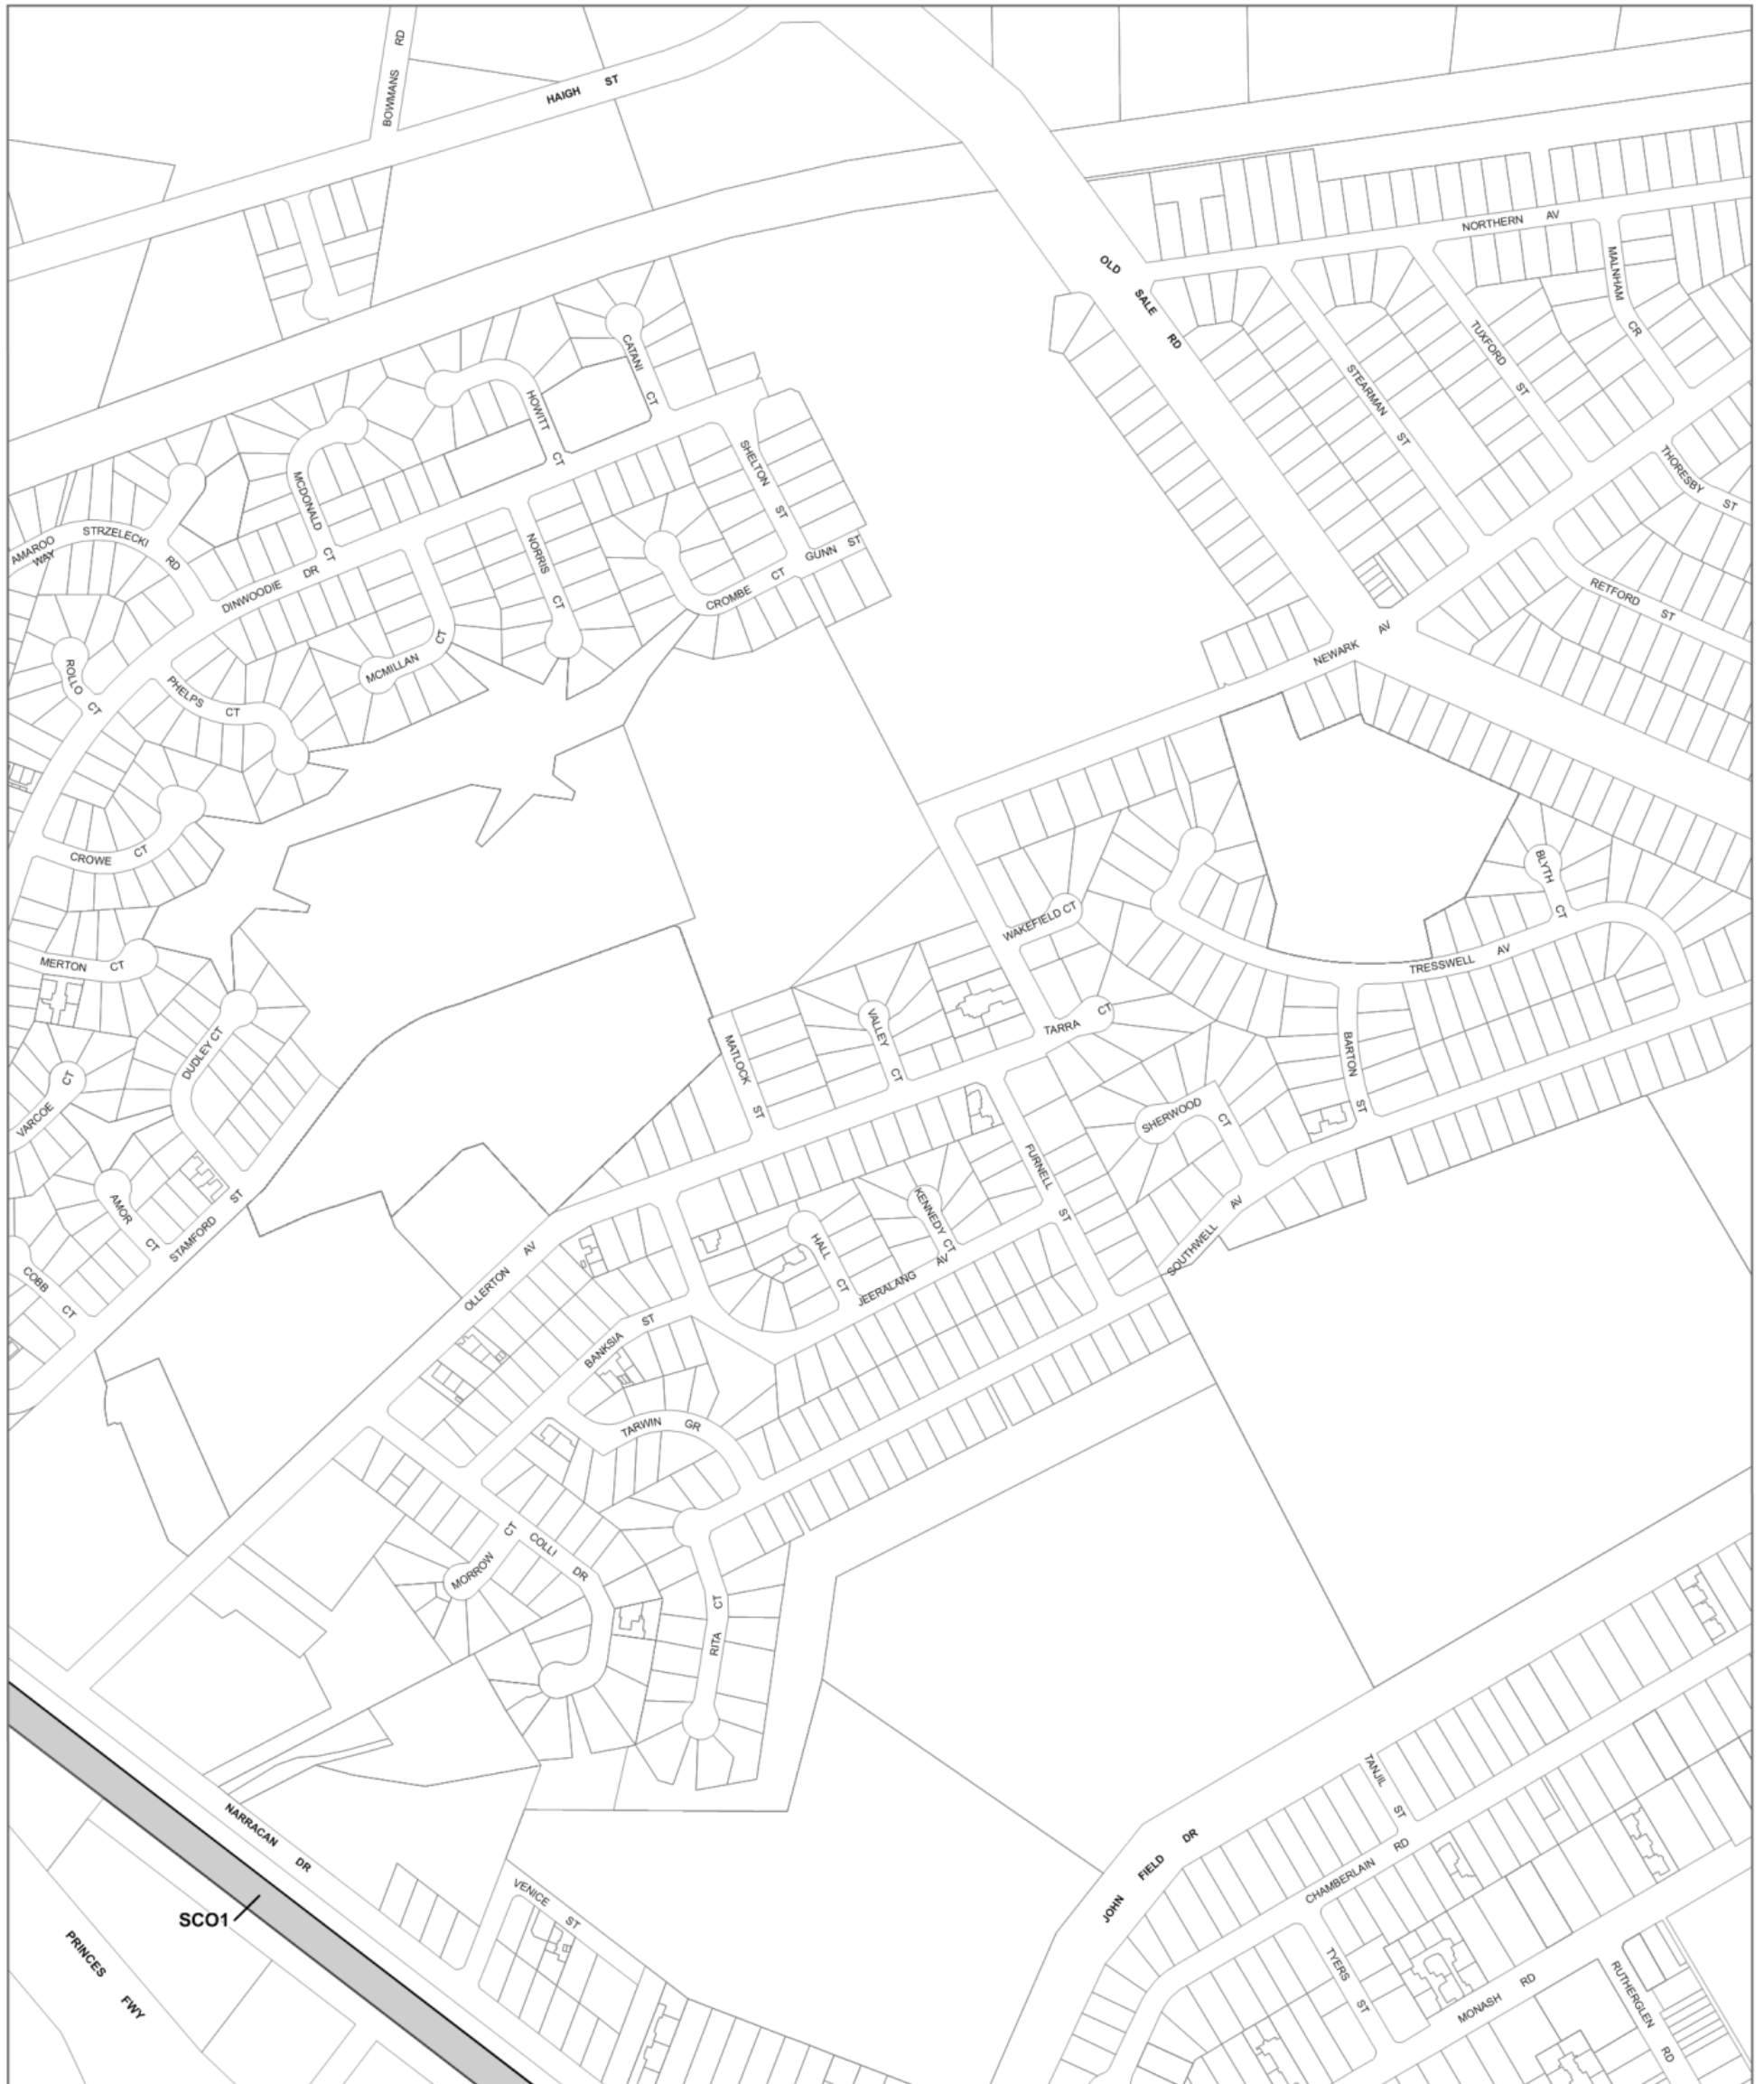 BOWMANS RD
HAIGH ST
NORTHERN AV
MALNHAM CR
OLD SALE RD
TUXFORD ST
STEARMAN ST
CATANI CT
HOWITT CT
SHELTON ST
THORESBY ST
MCDONALD CT
STRZELECKI RD
AMAROO WAY
NORRIS CT
GUNN ST
DINWOODIE DR
CROMBE CT
RETFORD ST
NEWARK AV
MCMILLAN CT
ROLLO CT
PHELPS CT
CROWE CT
BLYTH CT
WAKEFIELD CT
TRESSWELL AV
MERTON CT
TARRA CT
VALLEY CT
MATLOCK ST
DUDLEY CT
BARTON ST
VARCOE CT
SHERWOOD CT
FURNELL ST
AMOR CT
STAMFORD ST
KENNEDY CT
HALL CT
SOUTHWELL AV
JEERALANG AV
OLLERTON AV
COBB CT
BANKSIA ST
TARWIN GR
COLLI DR
MORROW CT
RITA CT
TANJIL ST
NARRACAN DR
JOHN FIELD DR
CHAMBERLAIN RD
VENICE ST
SCO1
PRINCES FWY
TYERS ST
MONASH RD
RUTHERGLEN RD